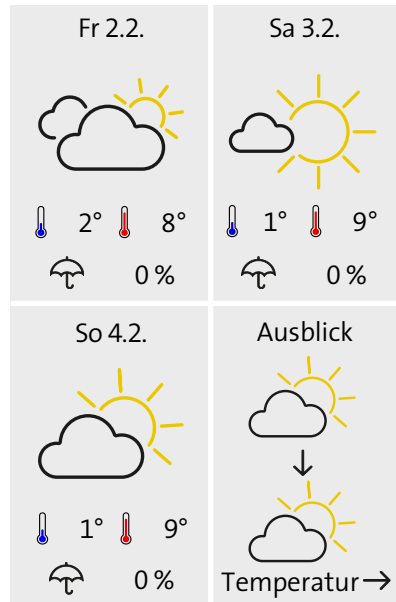 Fr 2.2.
2° 8°
0 %
Sa 3.2.
1° 9°
0 %
So 4.2.
1° 9°
0 %
Ausblick
Temperatur